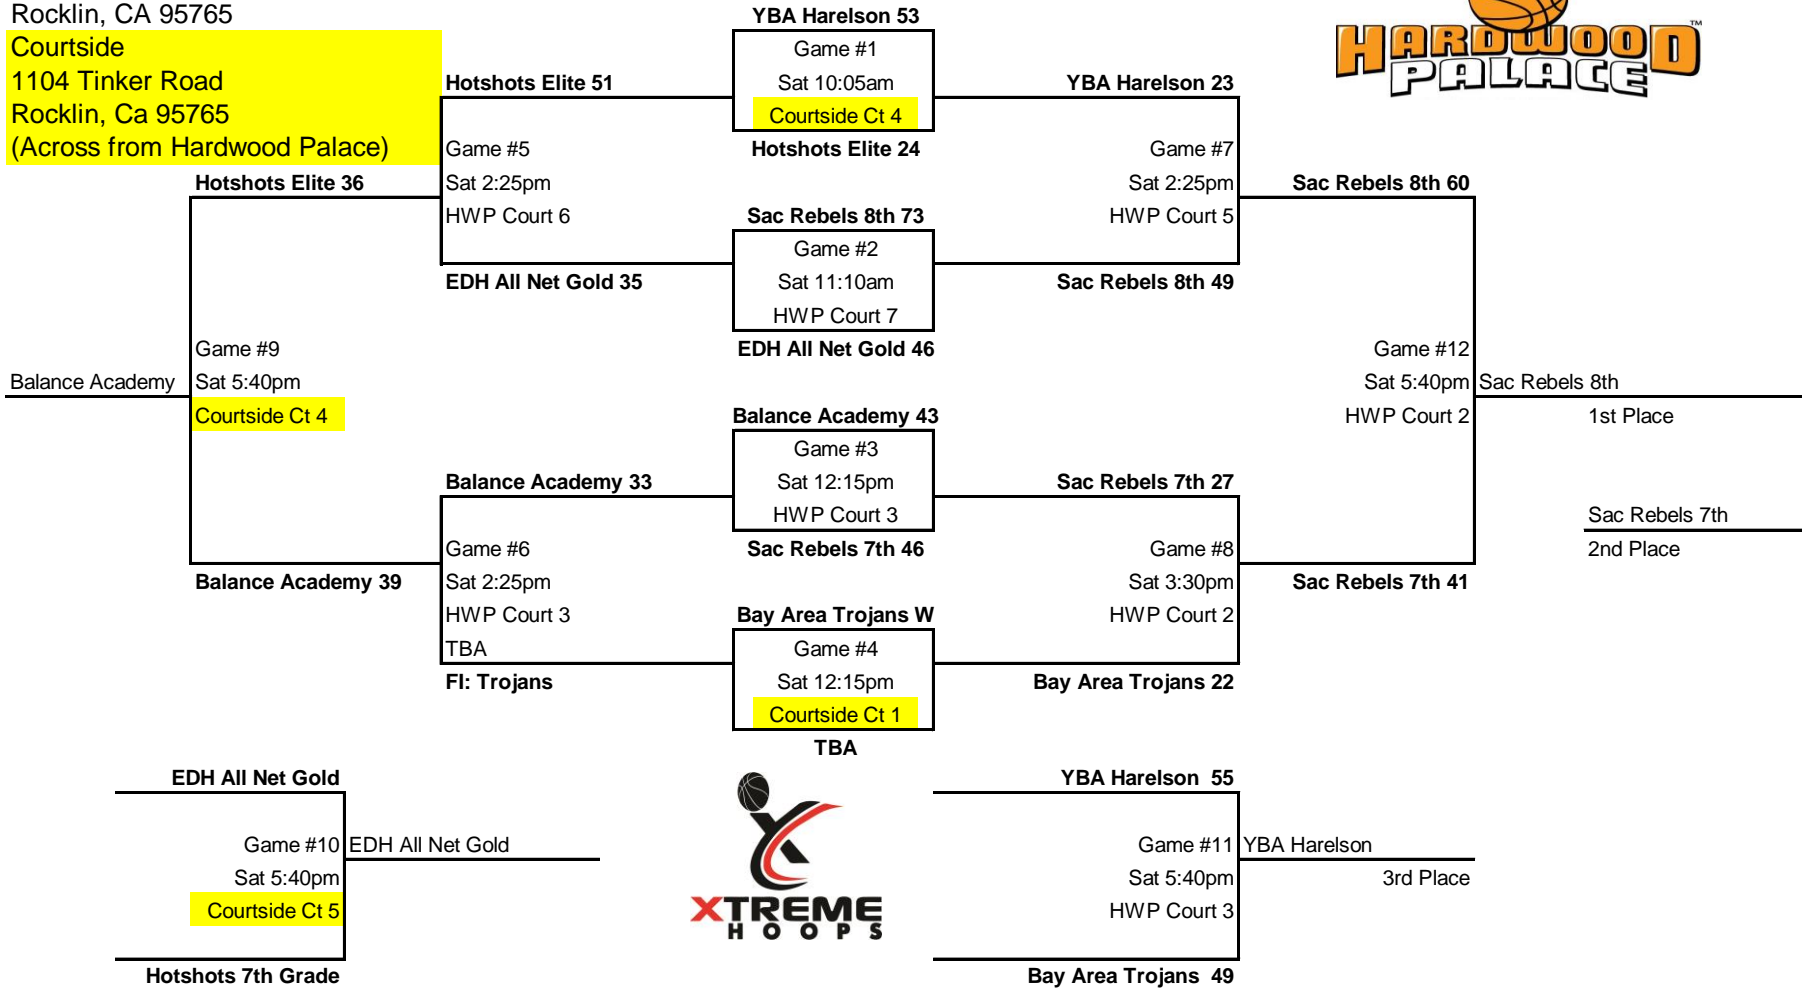 Rocklin, CA 95765
Courtside
1104 Tinker Road
Rocklin, Ca 95765
(Across from Hardwood Palace)
HARDWOOD
PALACE
TM
YBA Harelson 53
Game #1
Sat 10:05am
Courtside Ct 4
Hotshots Elite 24
Hotshots Elite 51
Game #5
Sat 2:25pm
HWP Court 6
EDH All Net Gold 35
YBA Harelson 23
Game #7
Sat 2:25pm
HWP Court 5
Sac Rebels 8th 49
Hotshots Elite 36
Sac Rebels 8th 73
Game #2
Sat 11:10am
HWP Court 7
EDH All Net Gold 46
Sac Rebels 8th 60
Game #9
Sat 5:40pm
Courtside Ct 4
Balance Academy
Game #12
Sat 5:40pm
HWP Court 2
Sac Rebels 8th
1st Place
Balance Academy 43
Game #3
Sat 12:15pm
HWP Court 3
Sac Rebels 7th 46
Balance Academy 33
Game #6
Sat 2:25pm
HWP Court 3
TBA
FI: Trojans
Sac Rebels 7th 27
Game #8
Sat 3:30pm
HWP Court 2
Bay Area Trojans 22
Sac Rebels 7th
2nd Place
Balance Academy 39
Sac Rebels 7th 41
Bay Area Trojans W
Game #4
Sat 12:15pm
Courtside Ct 1
TBA
EDH All Net Gold
Game #10
Sat 5:40pm
Courtside Ct 5
Hotshots 7th Grade
EDH All Net Gold
XTREME
HOOPS
YBA Harelson  55
Game #11
Sat 5:40pm
HWP Court 3
Bay Area Trojans  49
YBA Harelson
3rd Place